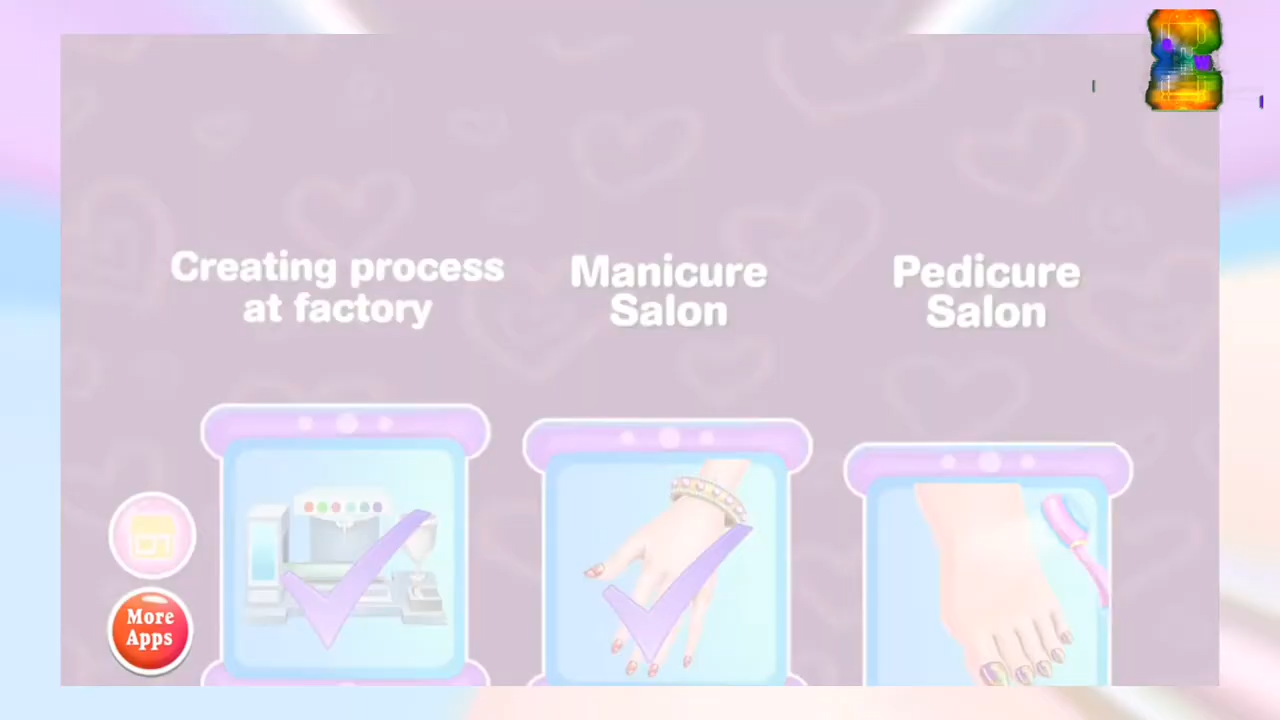 Creating process
at factory
Manicure
Salon
Pedicure
Salon
More
Apps